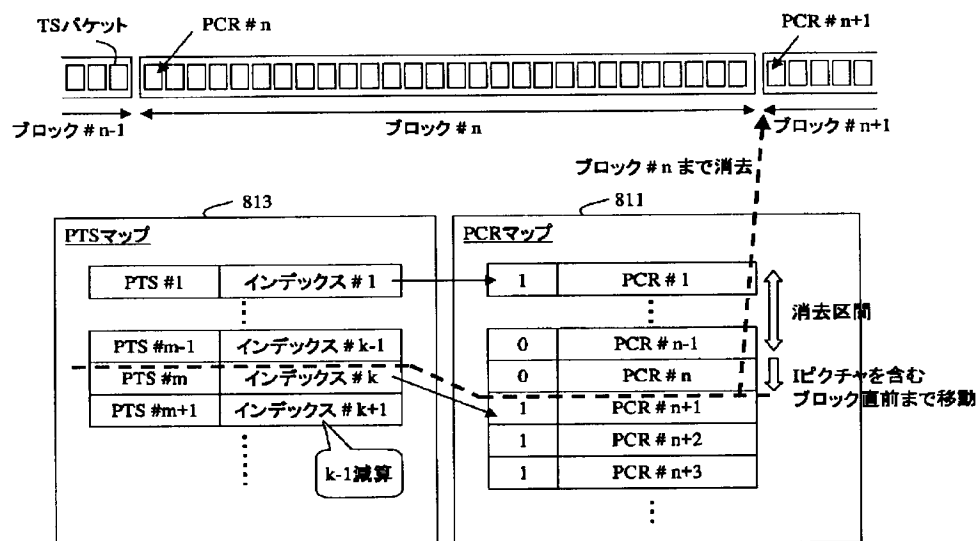 TSパケット
PCR # n
PCR # n+1
ブロック # n-1
ブロック # n
ブロック # n+1
ブロック # n まで消去
813
811
PTSマップ
PCRマップ
PTS #1 インデックス # 1
1 PCR # 1
消去区間
PTS #m-1 インデックス # k-1
0 PCR # n-1
PTS #m インデックス # k
0 PCR # n
Iピクチャを含む
ブロック直前まで移動
PTS #m+1 インデックス # k+1
1 PCR # n+1
1 PCR # n+2
k-1減算
1 PCR # n+3